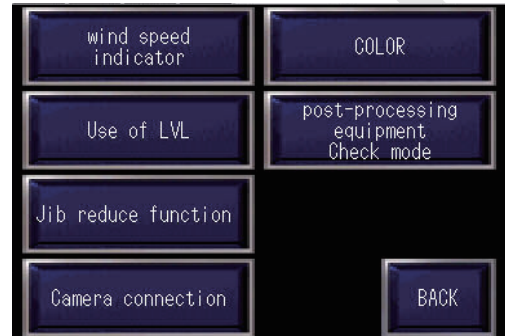 wind speed
indicator
COLOR
Use of LVL
post-processing
equipment
Check mode
Jib reduce function
Camera connection
BACK